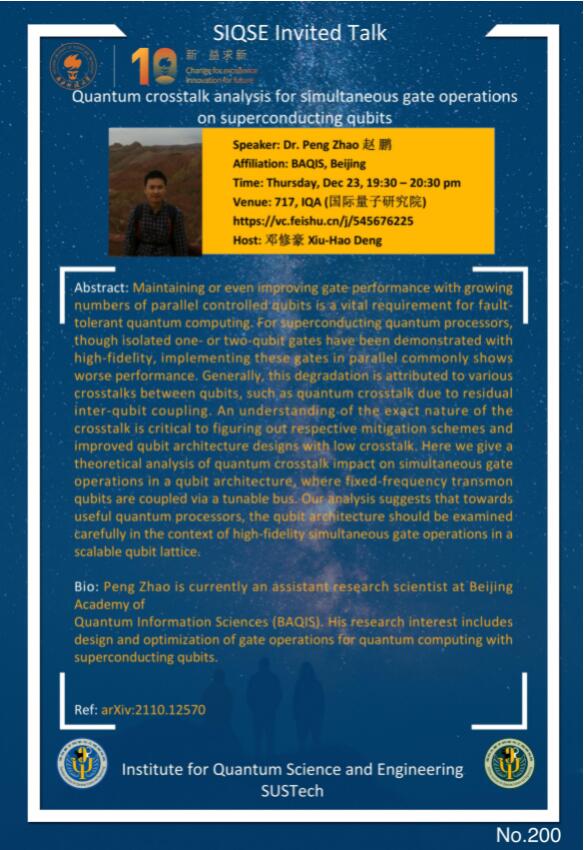 SIQSE Invited Talk
Change for excellence
Innovation for future
Quantum crosstalk analysis for simultaneous gate operations
on superconducting qubits
Speaker: Dr. Peng Zhao 赵 鹏
Affiliation: BAQIS, Beijing
Time: Thursday, Dec 23, 19:30 – 20:30 pm
Venue: 717, IQA (国际量子研究院)
https://vc.feishu.cn/j/545676225
Host: 邓修豪 Xiu-Hao Deng
Abstract: Maintaining or even improving gate performance with growing
numbers of parallel controlled qubits is a vital requirement for fault-
tolerant quantum computing. For superconducting quantum processors,
though isolated one- or two-qubit gates have been demonstrated with
high-fidelity, implementing these gates in parallel commonly shows
worse performance. Generally, this degradation is attributed to various
crosstalks between qubits, such as quantum crosstalk due to residual
inter-qubit coupling. An understanding of the exact nature of the
crosstalk is critical to figuring out respective mitigation schemes and
improved qubit architecture designs with low crosstalk. Here we give a
theoretical analysis of quantum crosstalk impact on simultaneous gate
operations in a qubit architecture, where fixed-frequency transmon
qubits are coupled via a tunable bus. Our analysis suggests that towards
useful quantum processors, the qubit architecture should be examined
carefully in the context of high-fidelity simultaneous gate operations in a
scalable qubit lattice.
Bio: Peng Zhao is currently an assistant research scientist at Beijing
Academy of
Quantum Information Sciences (BAQIS). His research interest includes
design and optimization of gate operations for quantum computing with
superconducting qubits.
Ref: arXiv:2110.12570
Institute for Quantum Science and Engineering
SUSTech
No.200